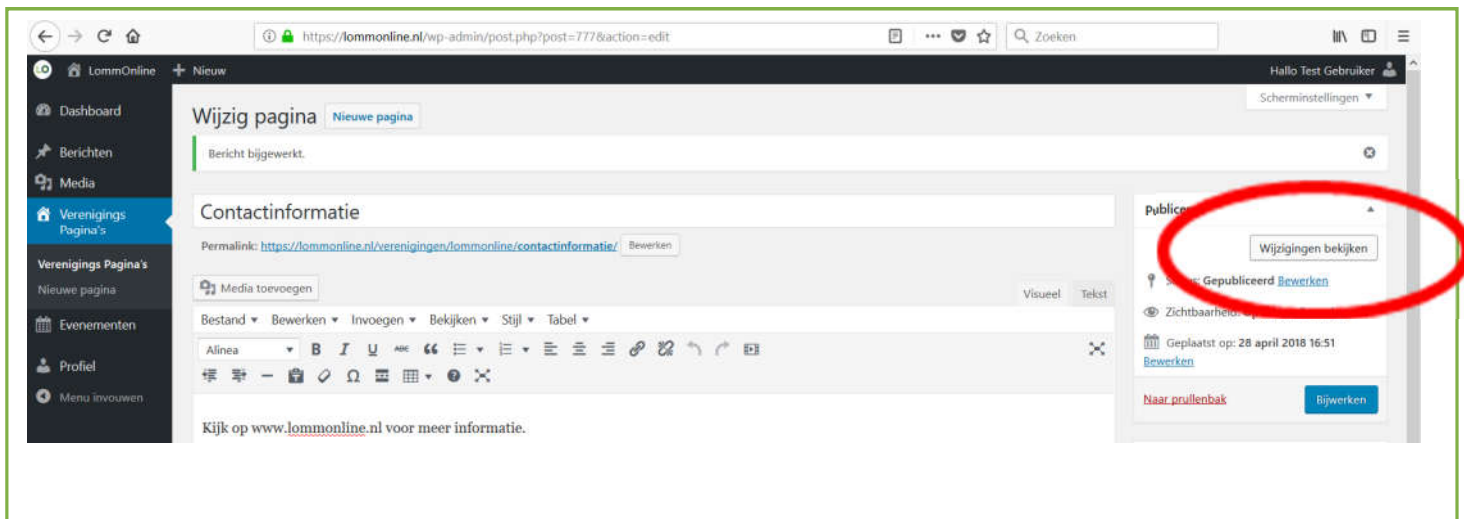 https://lommonline.nl/wp-admin/post.php?post=777&action=edit
Zoeken
LO
LommOnline
Nieuw
Hallo Test Gebruiker
Scherminstellingen
Dashboard
Berichten
Media
Verenigings
Pagina's
Verenigings Pagina's
Nieuwe pagina
Evenementen
Profiel
Menu invouwen
Wijzig pagina Nieuwe pagina
Bericht bijgewerkt.
Contactinformatie
Permalink: https://lommonline.nl/verenigingen/lommonline/contactinformatie/ Bewerken
Media toevoegen
Visueel Tekst
Bestand Bewerken Invoegen Bekijken Stijl Tabel
Alinea B I U ABC
Kijk op www.lommonline.nl voor meer informatie.
Wijzigingen bekijken
Gepubliceerd Bewerken
Zichtbaarheid:
Geplaatst op: 28 april 2018 16:51
Bewerken
Naar prullenbak Bijwerken